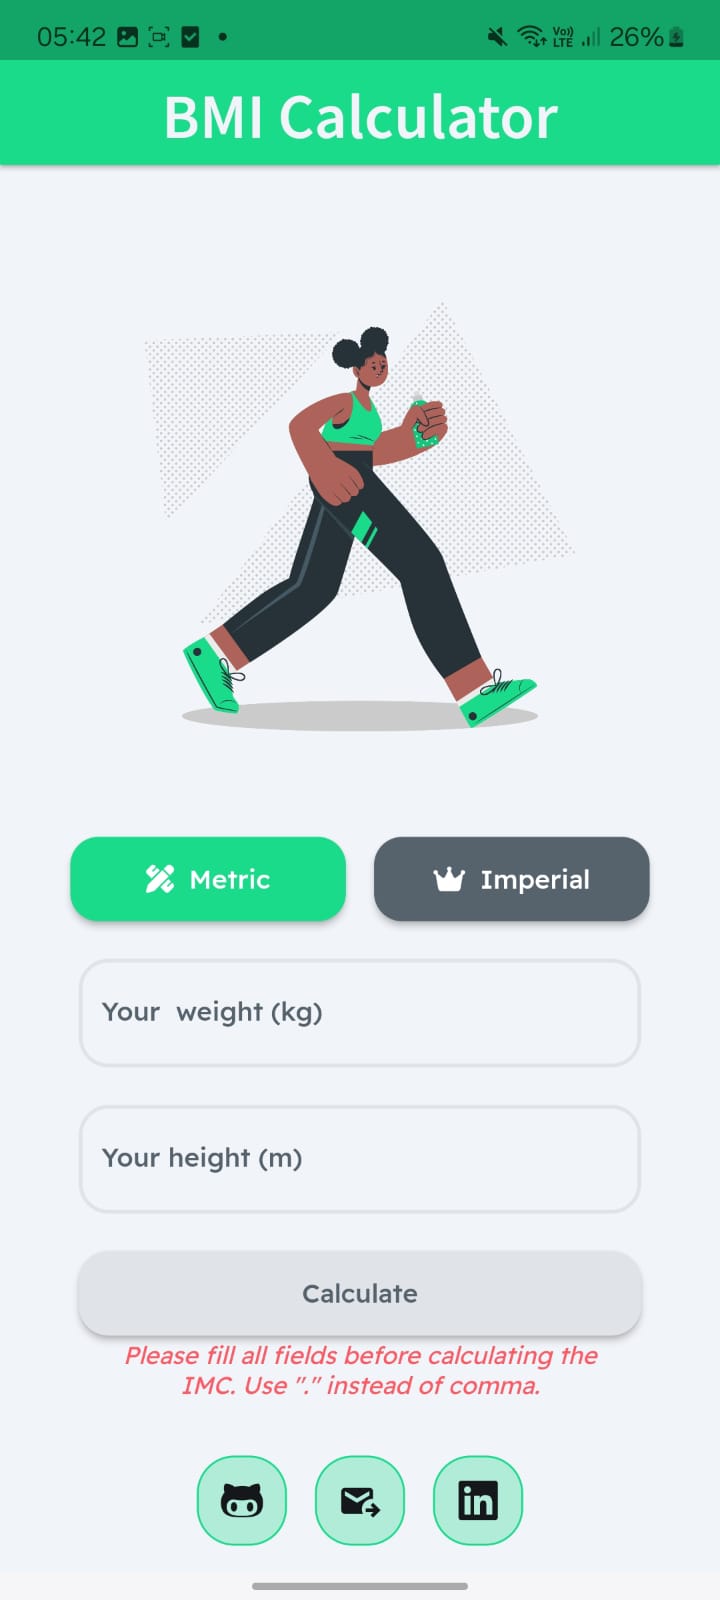 05:42 Vo)) LTE 26%
BMI Calculator
Metric Imperial
Your  weight (kg)
Your height (m)
Calculate
Please fill all fields before calculating the
IMC. Use "." instead of comma.
in